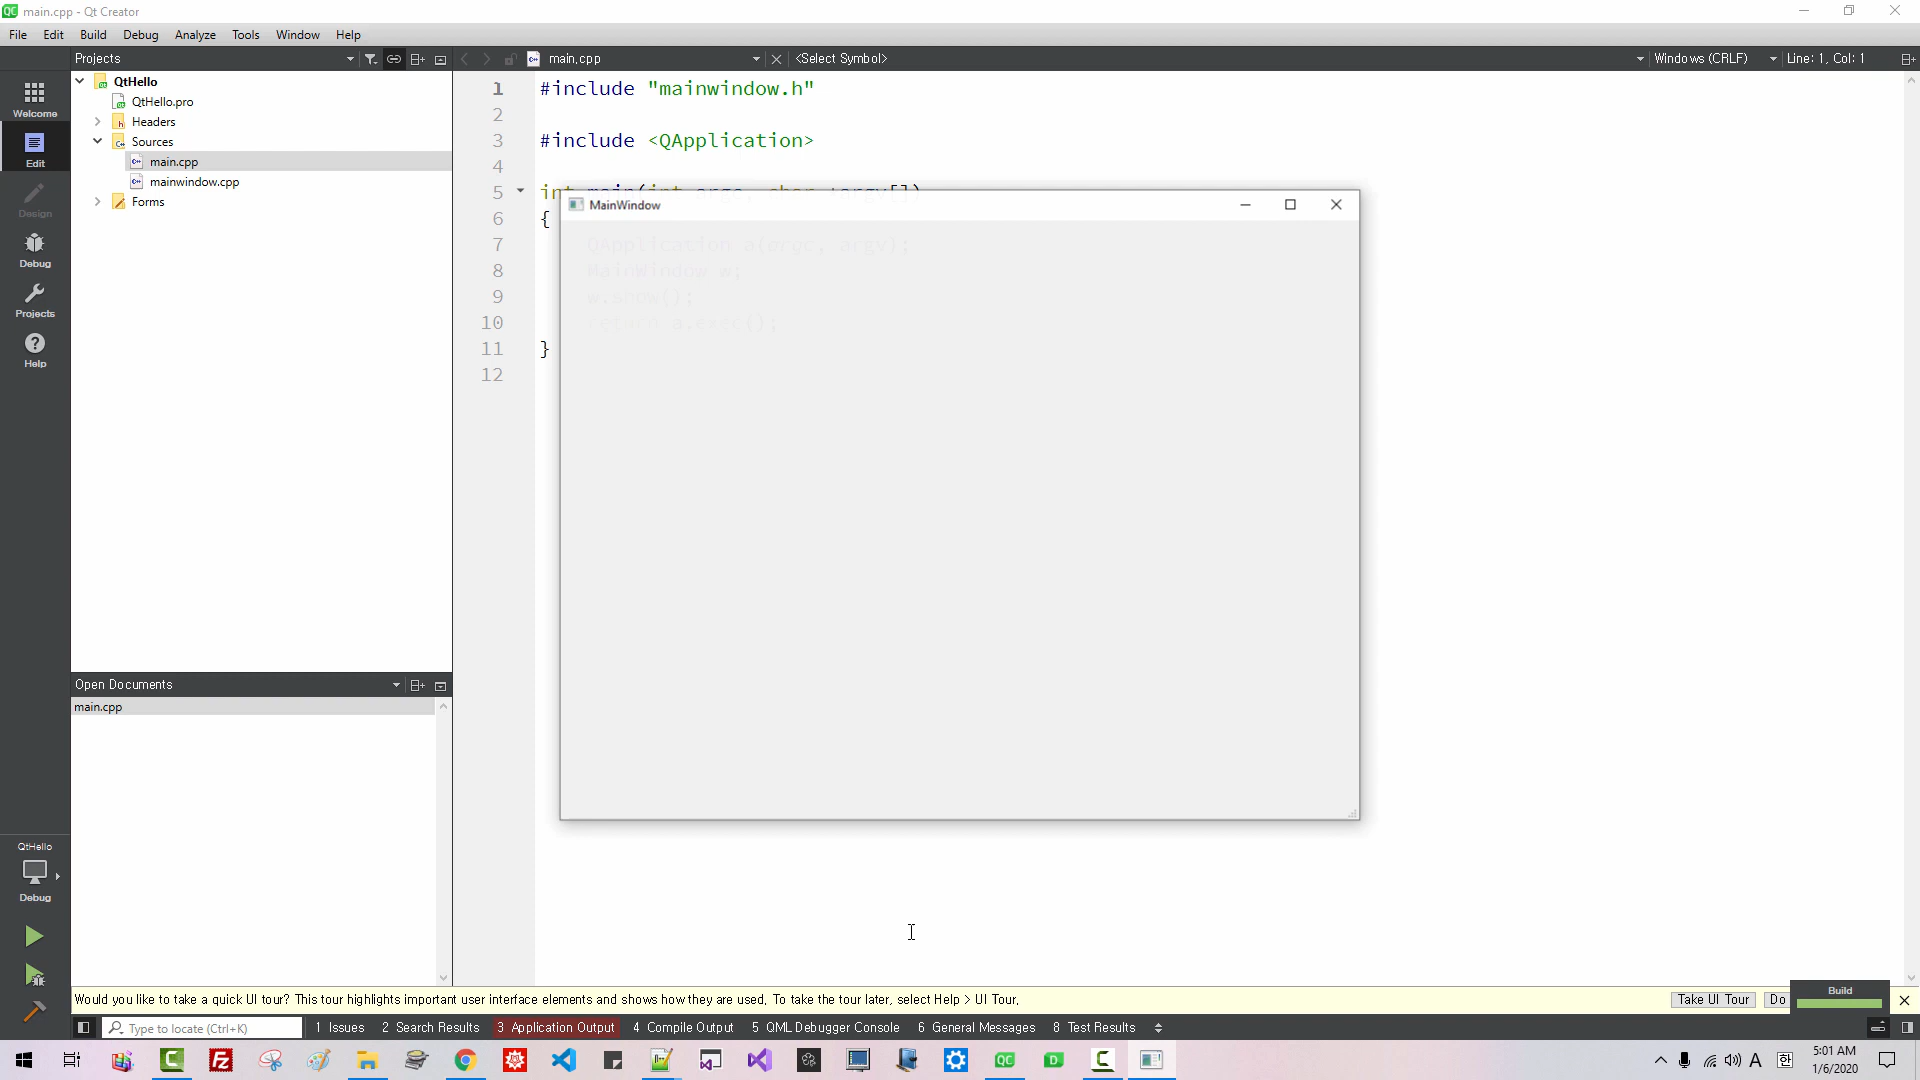 main.cpp - Qt Creator
File Edit Build Debug Analyze Tools Window Help
Projects
main.cpp
<Select Symbol>
Windows (CRLF)
Line: 1, Col: 1
Welcome
Edit
Design
Debug
Projects
Help
QtHello
QtHello.pro
Headers
Sources
main.cpp
mainwindow.cpp
Forms
1 #include "mainwindow.h"
2
3 #include <QApplication>
4
5 int main(int argc, char *argv[])
6 {
7 QApplication a(argc, argv);
8 MainWindow w;
9 w.show();
10 return a.exec();
11 }
12
MainWindow
Open Documents
main.cpp
QtHello
Debug
Would you like to take a quick UI tour? This tour highlights important user interface elements and shows how they are used. To take the tour later, select Help > UI Tour.
Take UI Tour
Do
Build
Type to locate (Ctrl+K)
1 Issues
2 Search Results
3 Application Output
4 Compile Output
5 QML Debugger Console
6 General Messages
8 Test Results
A
한
5:01 AM
1/6/2020